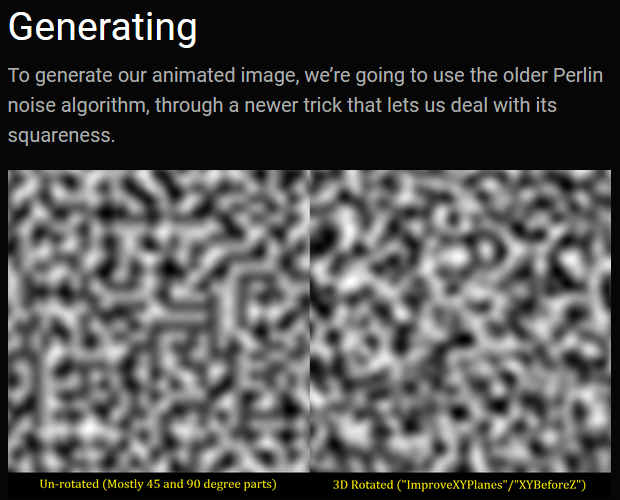 Generating
To generate our animated image, we’re going to use the older Perlin
noise algorithm, through a newer trick that lets us deal with its
squareness.
Un-rotated (Mostly 45 and 90 degree parts)
3D Rotated ("ImproveXYPlanes"/"XYBeforeZ")